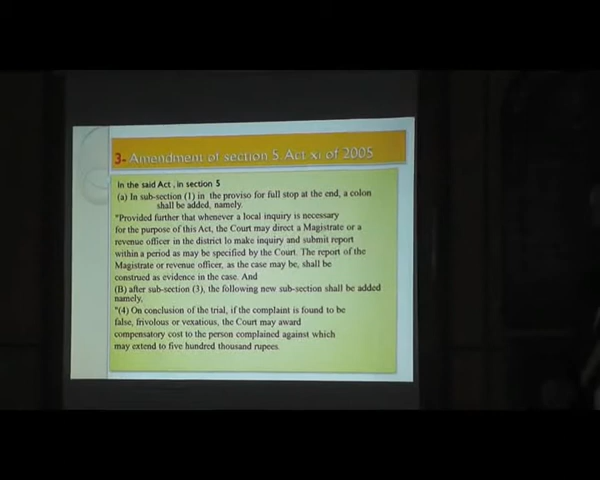 3- Amendment of section 5, Act xi of 2005
In the said Act, in section 5
(a) In sub-section (1) in the proviso for full stop at the end, a colon
shall be added, namely.
"Provided further that whenever a local inquiry is necessary
for the purpose of this Act, the Court may direct a Magistrate or a
revenue officer in the district to make inquiry and submit report
within a period as may be specified by the Court. The report of the
Magistrate or revenue officer, as the case may be, shall be
construed as evidence in the case. And
(B) after sub-section (3), the following new sub-section shall be added
namely,
"(4) On conclusion of the trial, if the complaint is found to be
false, frivolous or vexatious, the Court may award
compensatory cost to the person complained against which
may extend to five hundred thousand rupees.